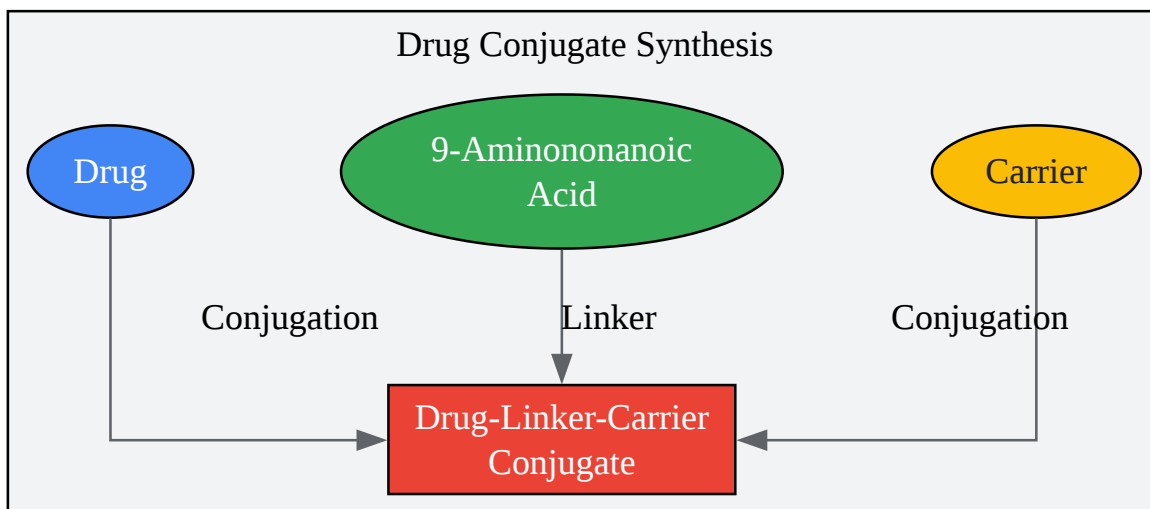 Drug Conjugate Synthesis
Drug
9-Aminononanoic
Acid
Carrier
Conjugation
Linker
Conjugation
Drug-Linker-Carrier
Conjugate